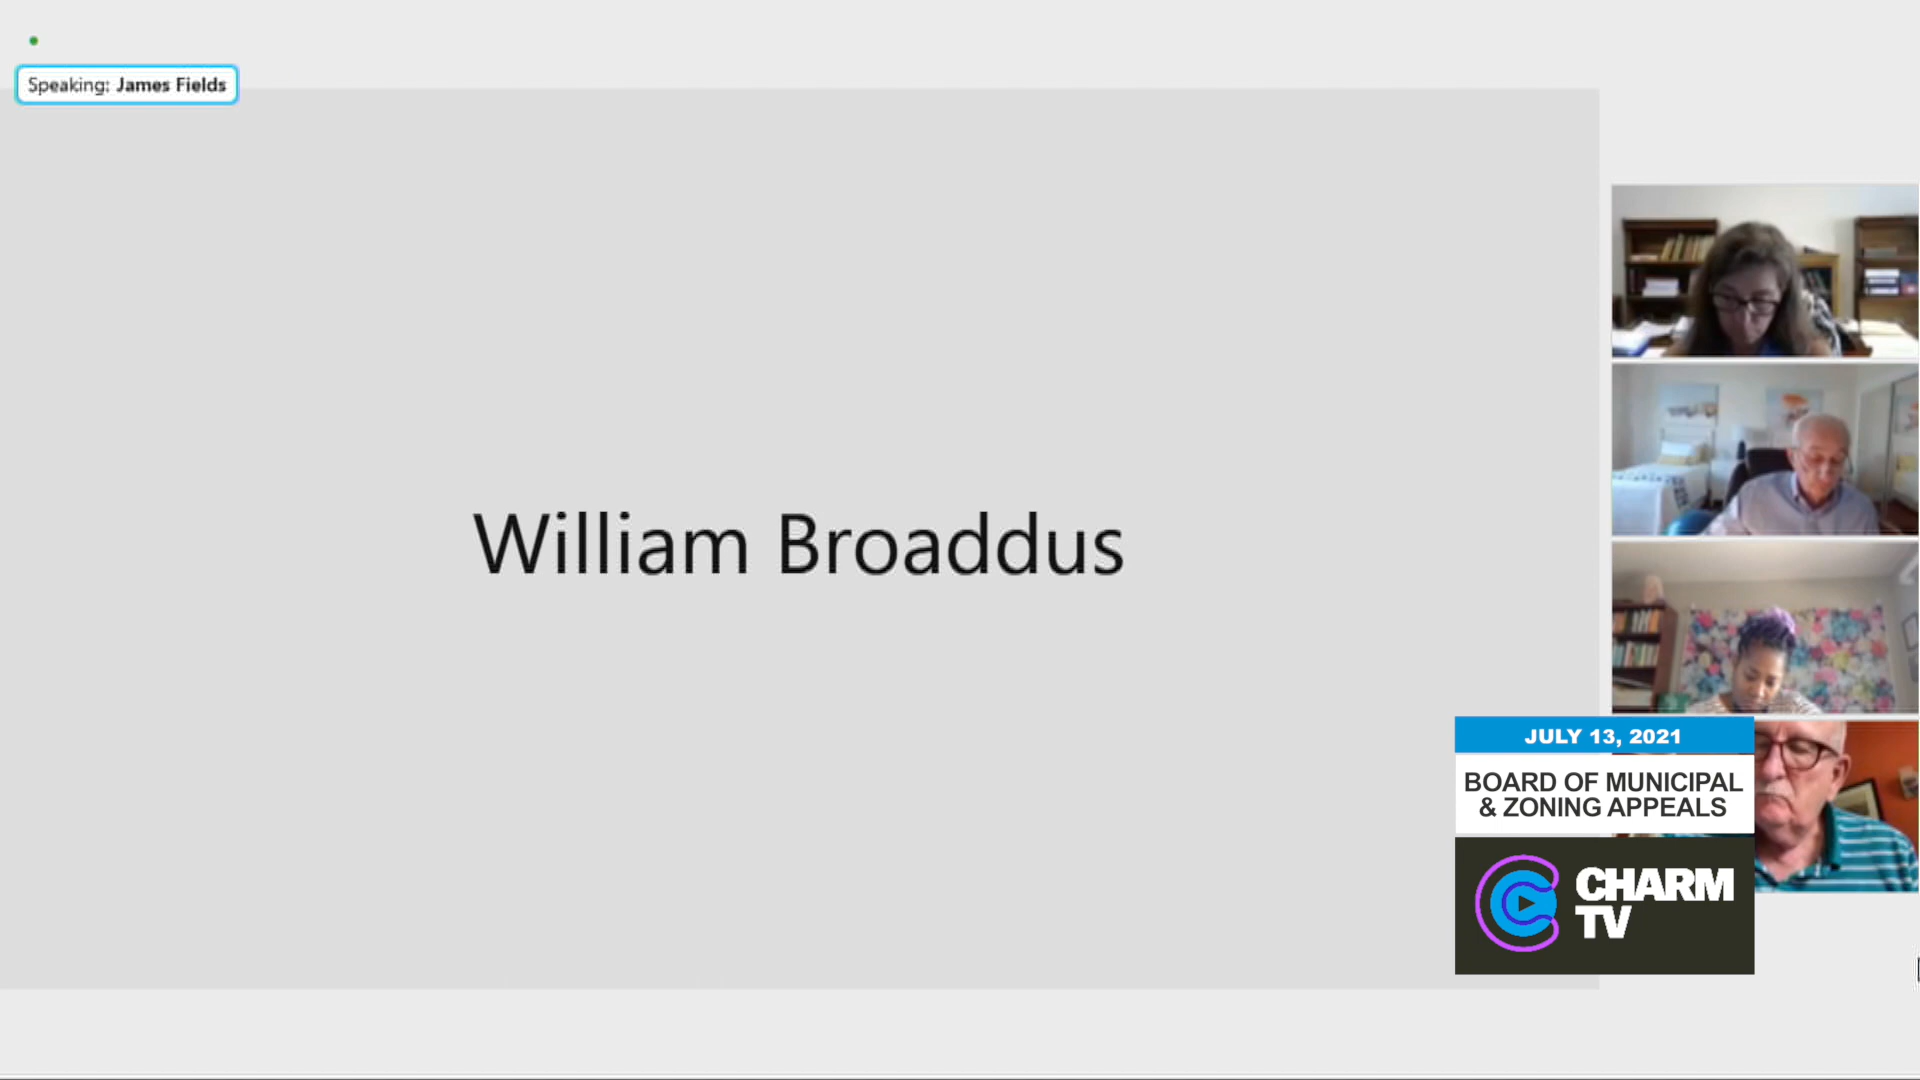 Speaking: James Fields
William Broaddus
JULY 13, 2021
BOARD OF MUNICIPAL
& ZONING APPEALS
CHARM
TV